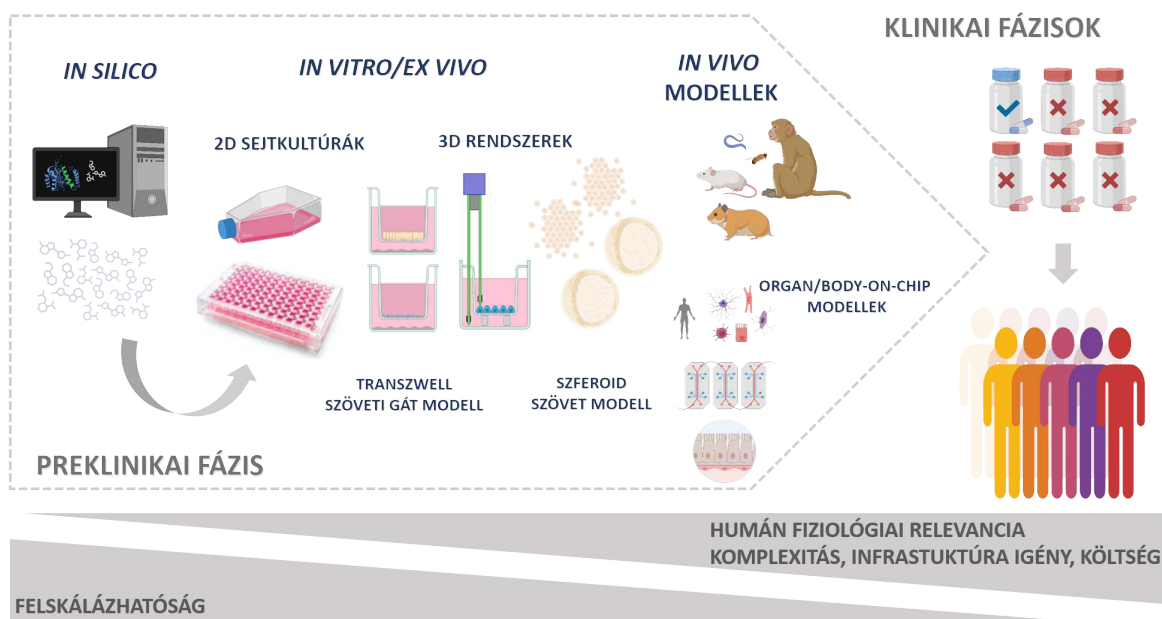 KLINIKAI FÁZISOK
IN SILICO
IN VITRO/EX VIVO
IN VIVO
MODELLEK
2D SEJTKULTÚRÁK
3D RENDSZEREK
ORGAN/BODY-ON-CHIP
MODELLEK
TRANSZWELL
SZÖVETI GÁT MODELL
SZFEROID
SZÖVET MODELL
PREKLINIKAI FÁZIS
HUMÁN FIZIOLÓGIAI RELEVANCIA
KOMPLEXITÁS, INFRASTUKTÚRA IGÉNY, KÖLTSÉG
FELSKÁLÁZHATÓSÁG